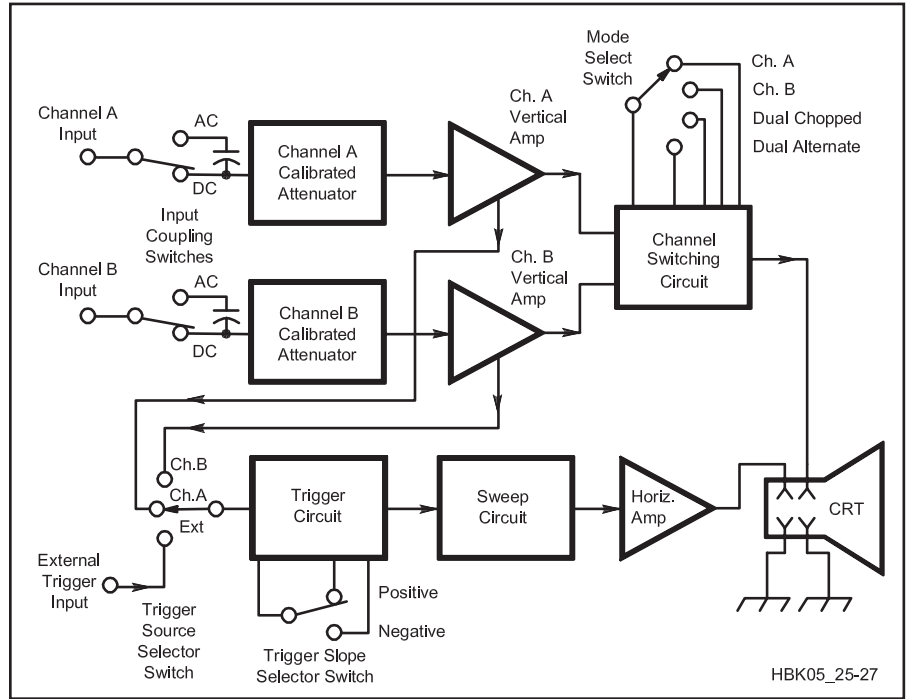 Mode
Select
Switch
Ch. A
Ch. B
Dual Chopped
Dual Alternate
Ch. A
Vertical
Amp
Channel A
Input
AC
DC
Channel A
Calibrated
Attenuator
Input
Coupling
Switches
Channel
Switching
Circuit
Ch. B
Vertical
Amp
Channel B
Input
AC
DC
Channel B
Calibrated
Attenuator
Ch.B
Ch.A
Ext
Trigger
Circuit
Sweep
Circuit
Horiz.
Amp
CRT
External
Trigger
Input
Trigger
Source
Selector
Switch
Positive
Negative
Trigger Slope
Selector Switch
HBK05_25-27